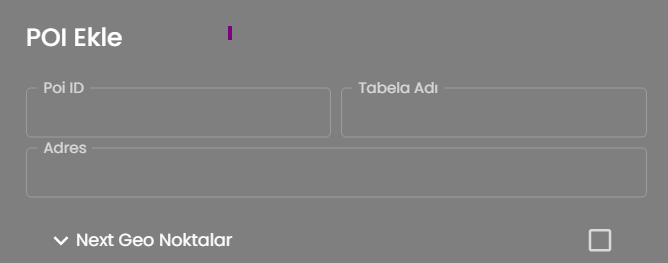 POI Ekle
Poi ID
Tabela Adı
Adres
Next Geo Noktalar